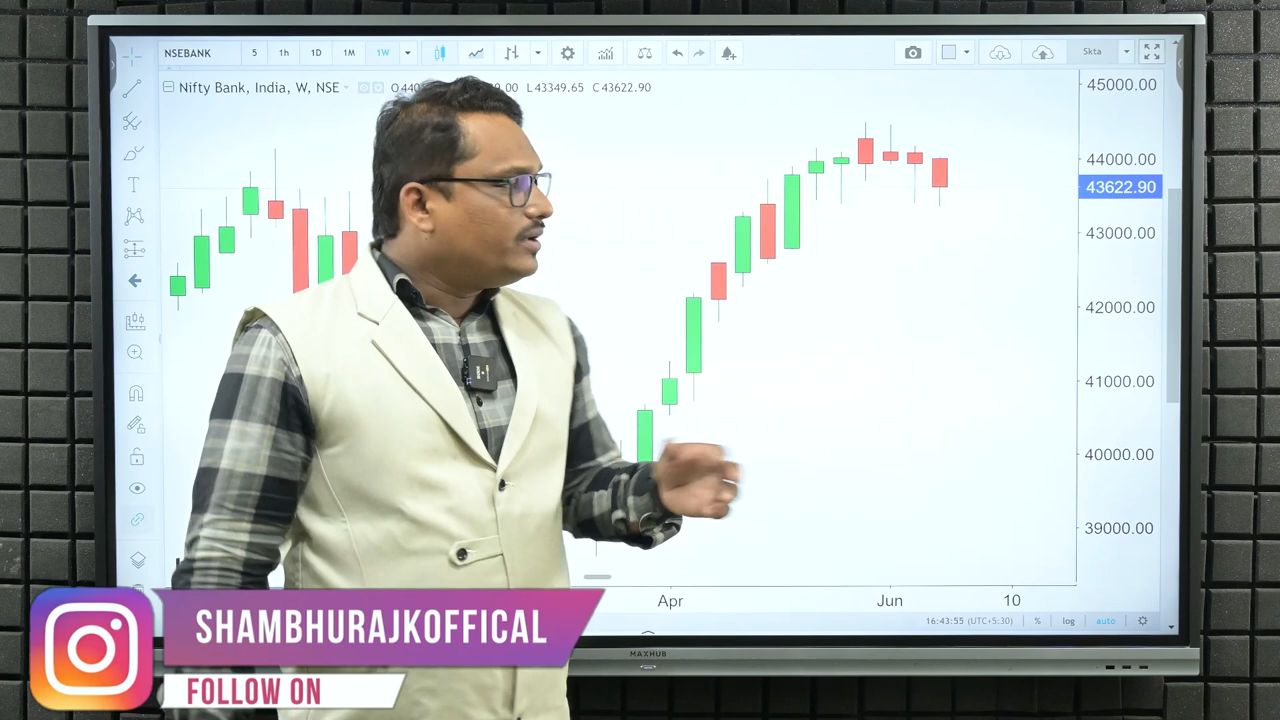 NSEBANK 5 1h 1D 1M 1W Skta
Nifty Bank, India, W, NSE L43349.65 C43622.90
45000.00
44000.00
43622.90
43000.00
42000.00
41000.00
40000.00
39000.00
Apr Jun 10
16:43:55 (UTC+5:30) % log auto
MAXHUB
SHAMBHURAJKOFFICAL
FOLLOW ON